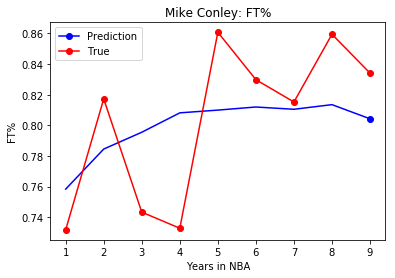 Mike Conley: FT%
Prediction
True
0.86
0.84
0.82
0.80
0.78
0.76
0.74
FT%
1 2 3 4 5 6 7 8 9
Years in NBA